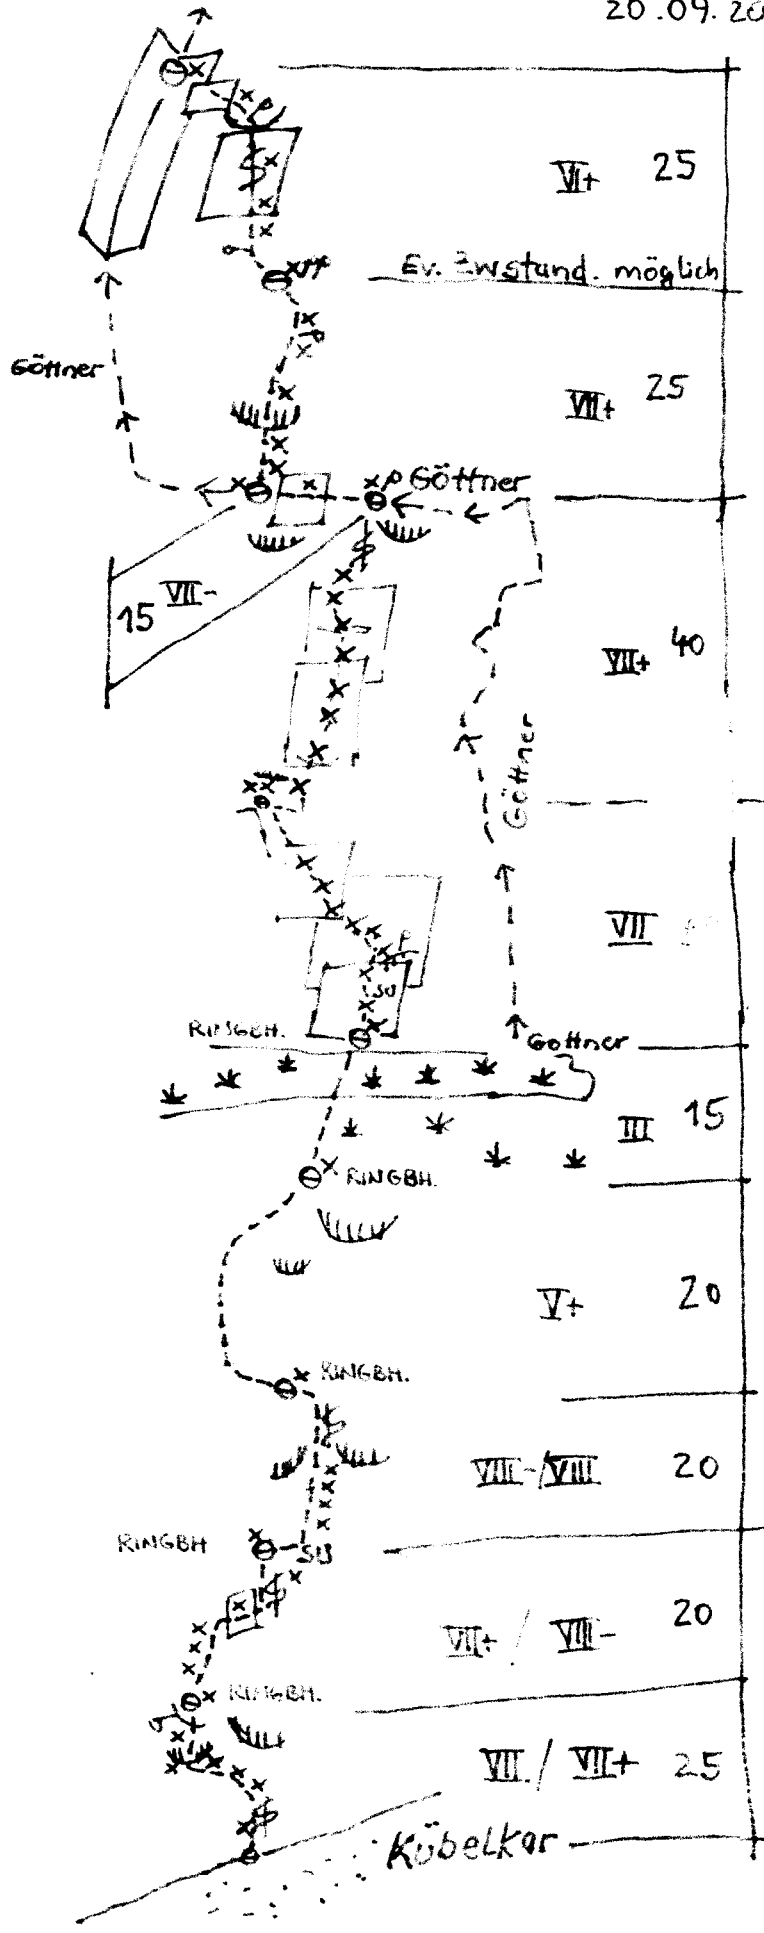 20.09.20
VI+ 25
Ev. Zwstand. möglich
Göttner
VII+ 25
Göttner
15 VII-
VII+ 40
Göttner
VII
SU
RINGBH.
Göttner
III 15
RINGBH.
V+ 20
RINGBH.
VIII-/VIII 20
RINGBH
SU
VII+ / VIII- 20
RINGBH.
VII / VII+ 25
Kübelkar